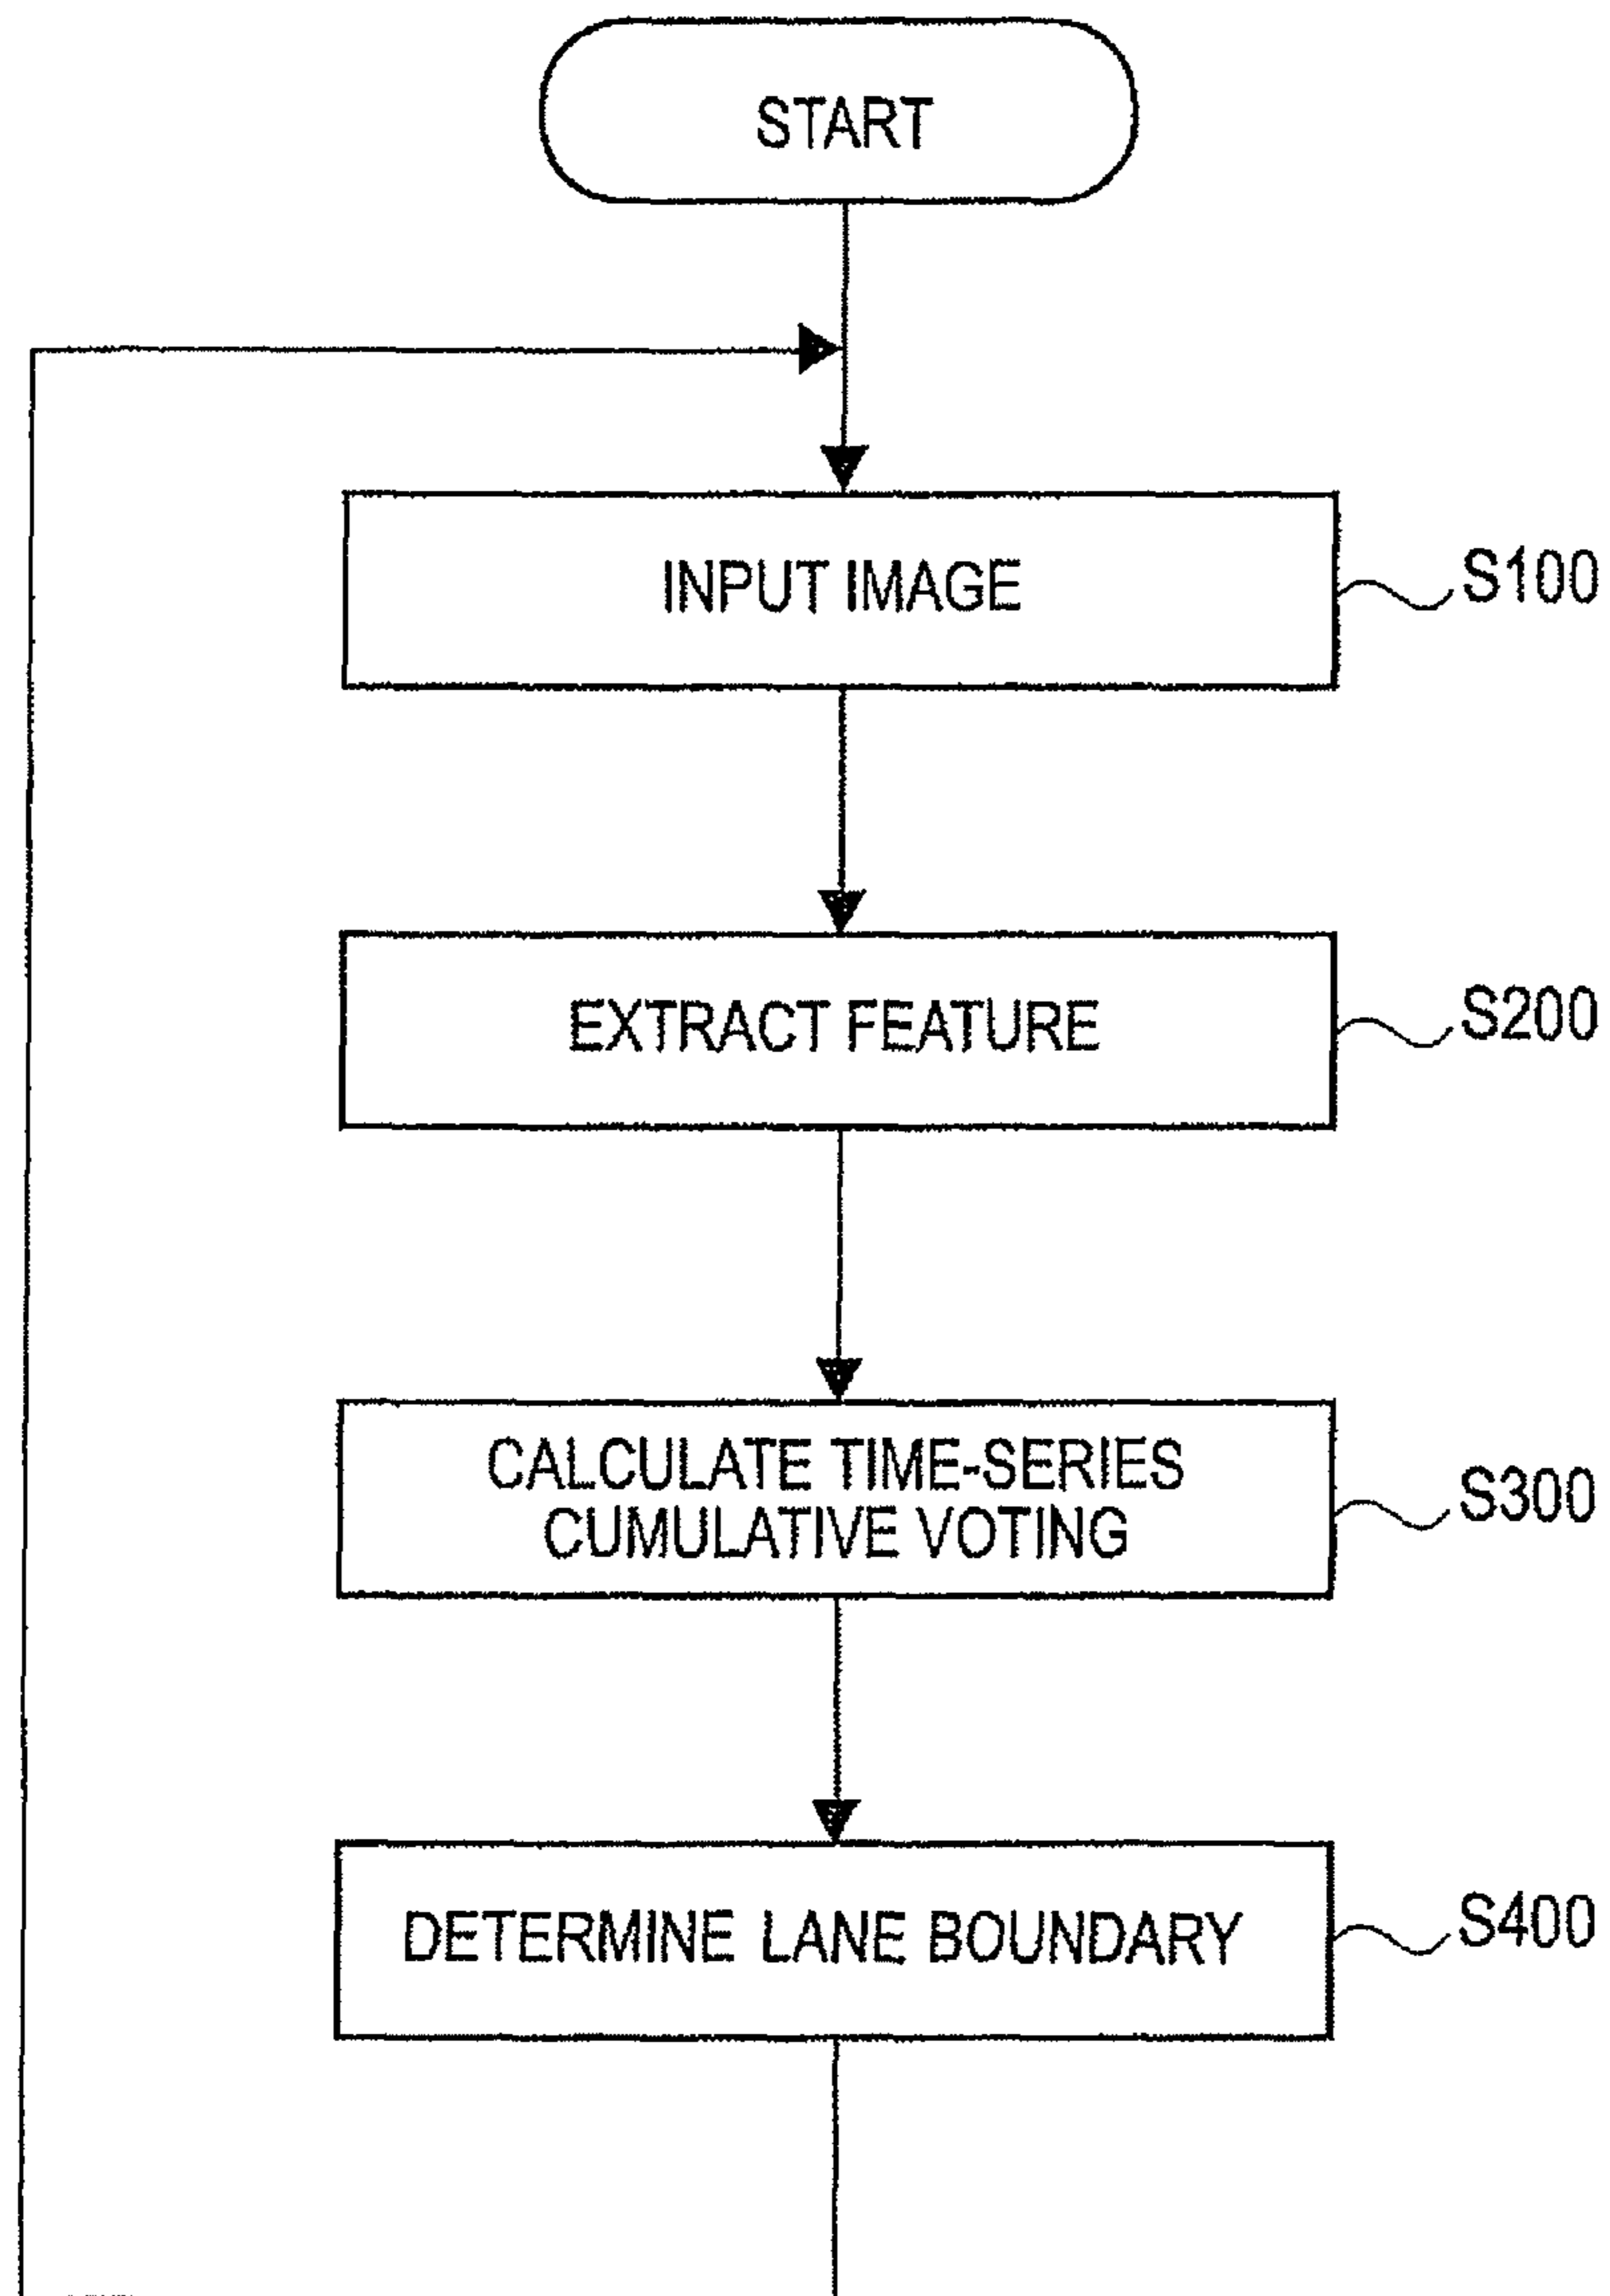 START
INPUT IMAGE
S100
EXTRACT FEATURE
S200
CALCULATE TIME-SERIES
CUMULATIVE VOTING
S300
DETERMINE LANE BOUNDARY
S400